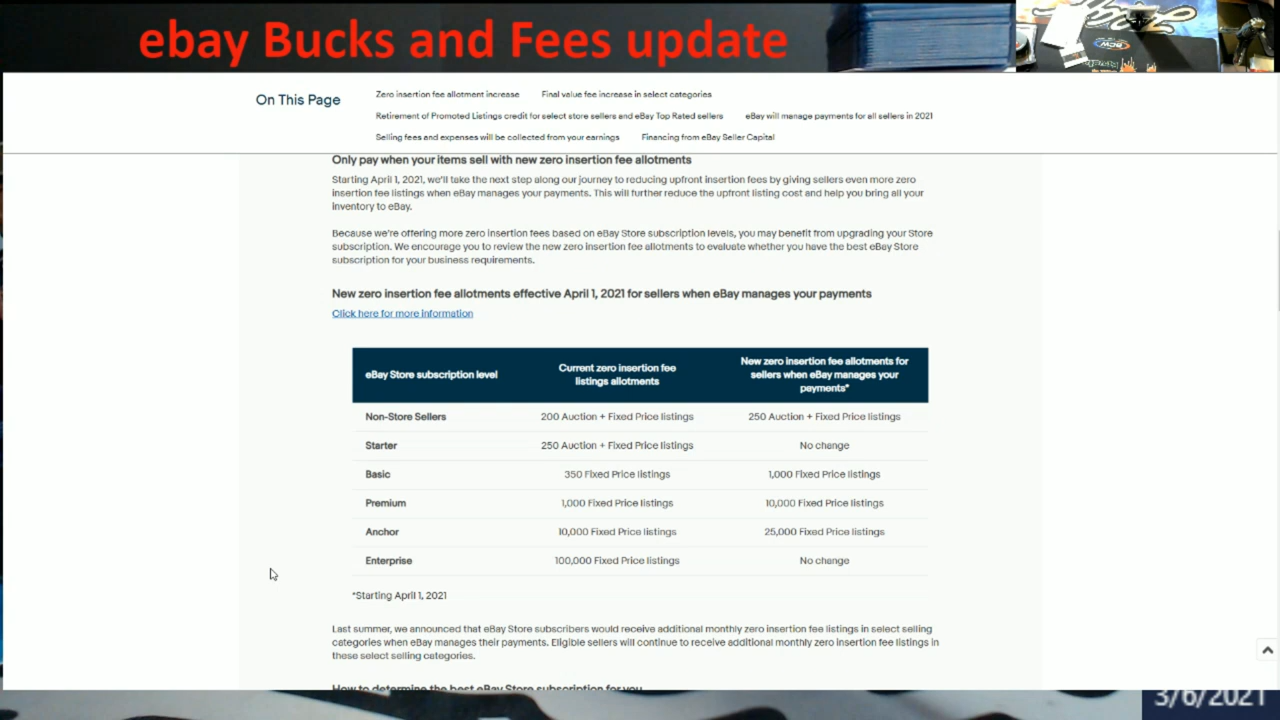 ebay Bucks and Fees update
On This Page
Zero insertion fee allotment increase Final value fee increase in select categories
Retirement of Promoted Listings credit for select store sellers and eBay Top Rated sellers eBay will manage payments for all sellers in 2021
Selling fees and expenses will be collected from your earnings Financing from eBay Seller Capital
Only pay when your items sell with new zero insertion fee allotments
Starting April 1, 2021, we'll take the next step along our journey to reducing upfront insertion fees by giving sellers even more zero
insertion fee listings when eBay manages your payments. This will further reduce the upfront listing cost and help you bring all your
inventory to eBay.
Because we're offering more zero insertion fees based on eBay Store subscription levels, you may benefit from upgrading your Store
subscription. We encourage you to review the new zero insertion fee allotments to evaluate whether you have the best eBay Store
subscription for your business requirements.
New zero insertion fee allotments effective April 1, 2021 for sellers when eBay manages your payments
Click here for more information
eBay Store subscription level
Current zero insertion fee
listings allotments
New zero insertion fee allotments for
sellers when eBay manages your
payments*
Non-Store Sellers 200 Auction + Fixed Price listings 250 Auction + Fixed Price listings
Starter 250 Auction + Fixed Price listings No change
Basic 350 Fixed Price listings 1,000 Fixed Price listings
Premium 1,000 Fixed Price listings 10,000 Fixed Price listings
Anchor 10,000 Fixed Price listings 25,000 Fixed Price listings
Enterprise 100,000 Fixed Price listings No change
*Starting April 1, 2021
Last summer, we announced that eBay Store subscribers would receive additional monthly zero insertion fee listings in select selling
categories when eBay manages their payments. Eligible sellers will continue to receive additional monthly zero insertion fee listings in
these select selling categories.
How to determine the best eBay Store subscription for you
3/6/2021